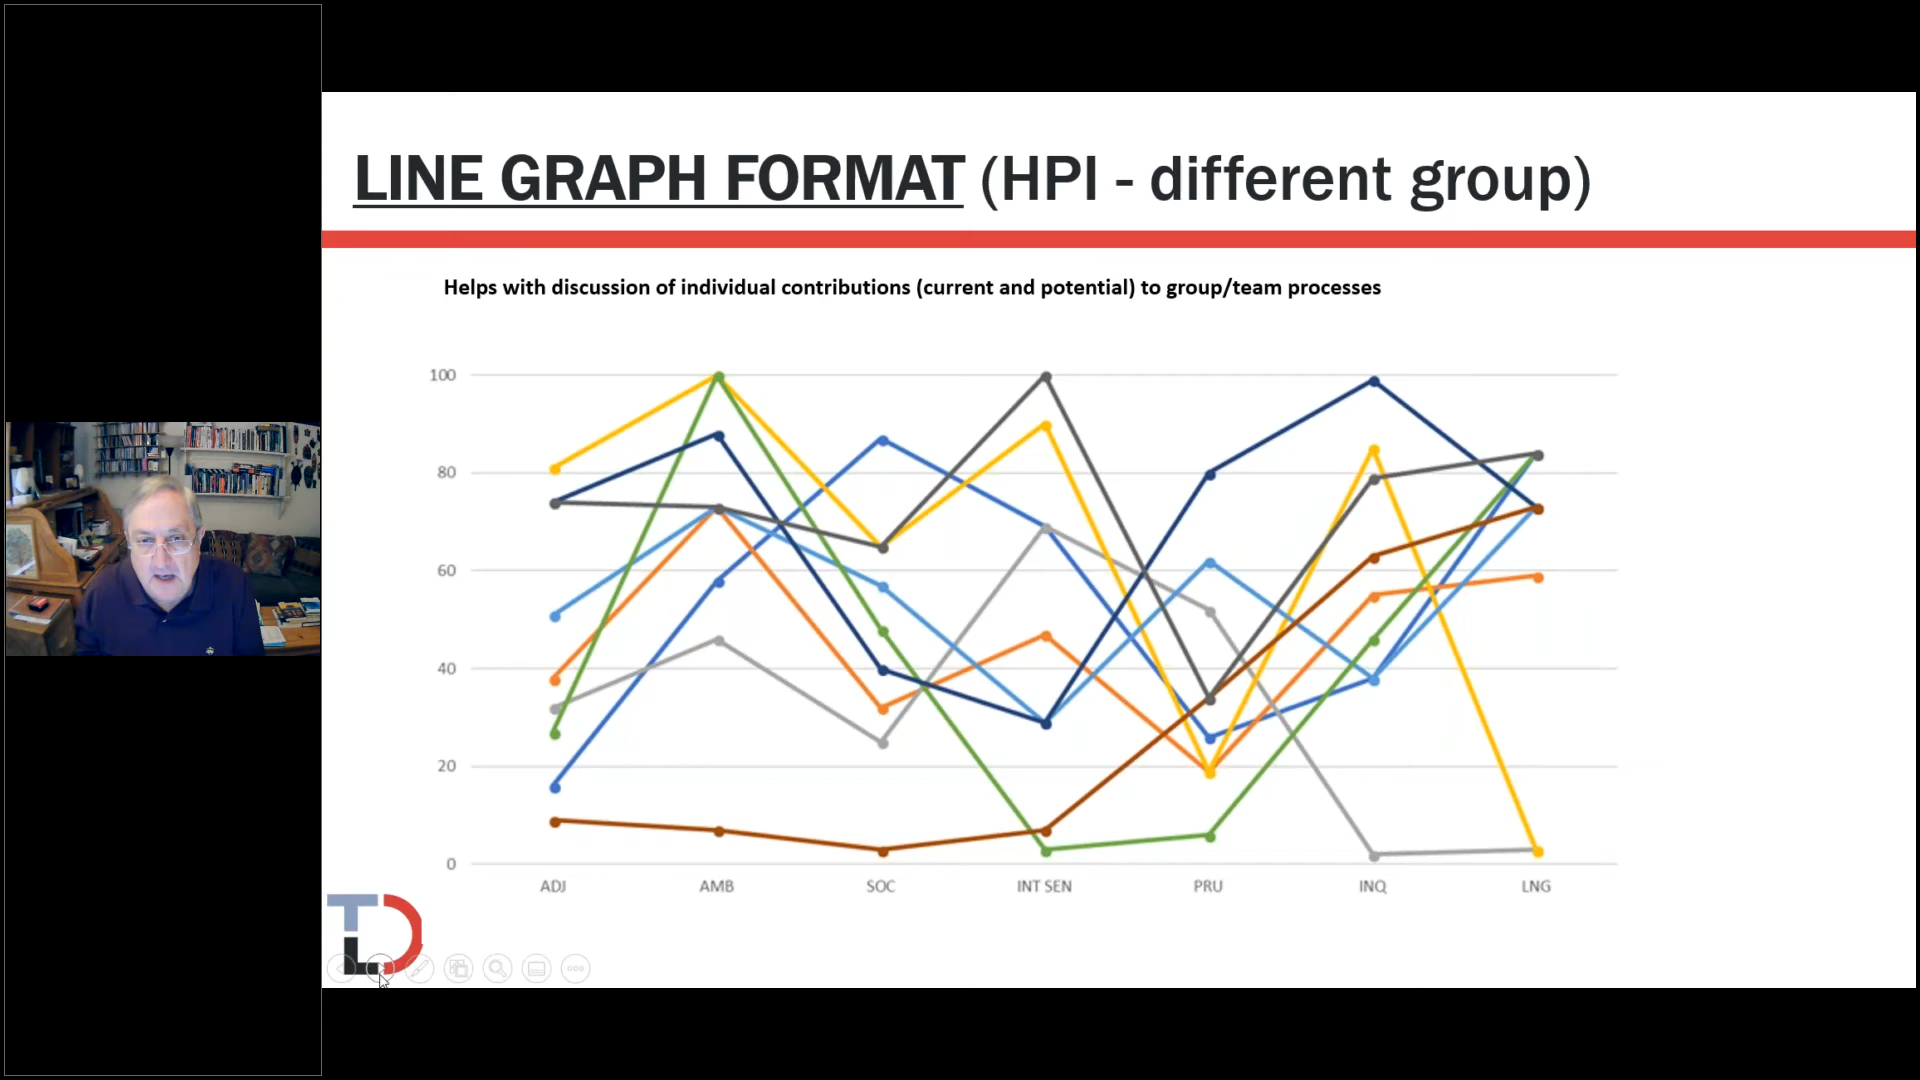 LINE GRAPH FORMAT (HPI - different group)
Helps with discussion of individual contributions (current and potential) to group/team processes
100
80
60
40
20
0
ADJ AMB SOC INT SEN PRU INQ LNG
TLD